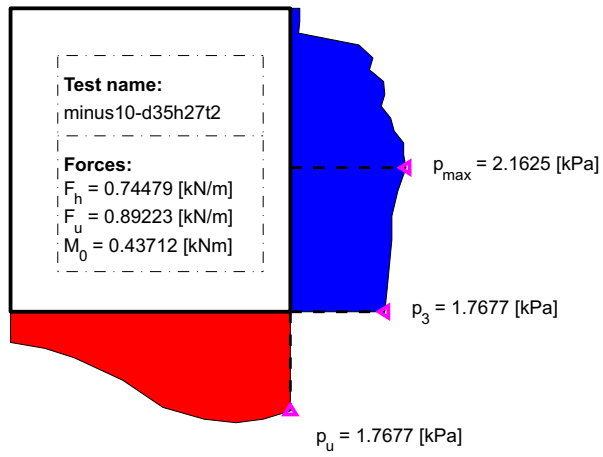 Test name:
minus10-d35h27t2
Forces:
F_h = 0.74479 [kN/m]
F_u = 0.89223 [kN/m]
M_0 = 0.43712 [kNm]
p_max = 2.1625 [kPa]
p_3 = 1.7677 [kPa]
p_u = 1.7677 [kPa]